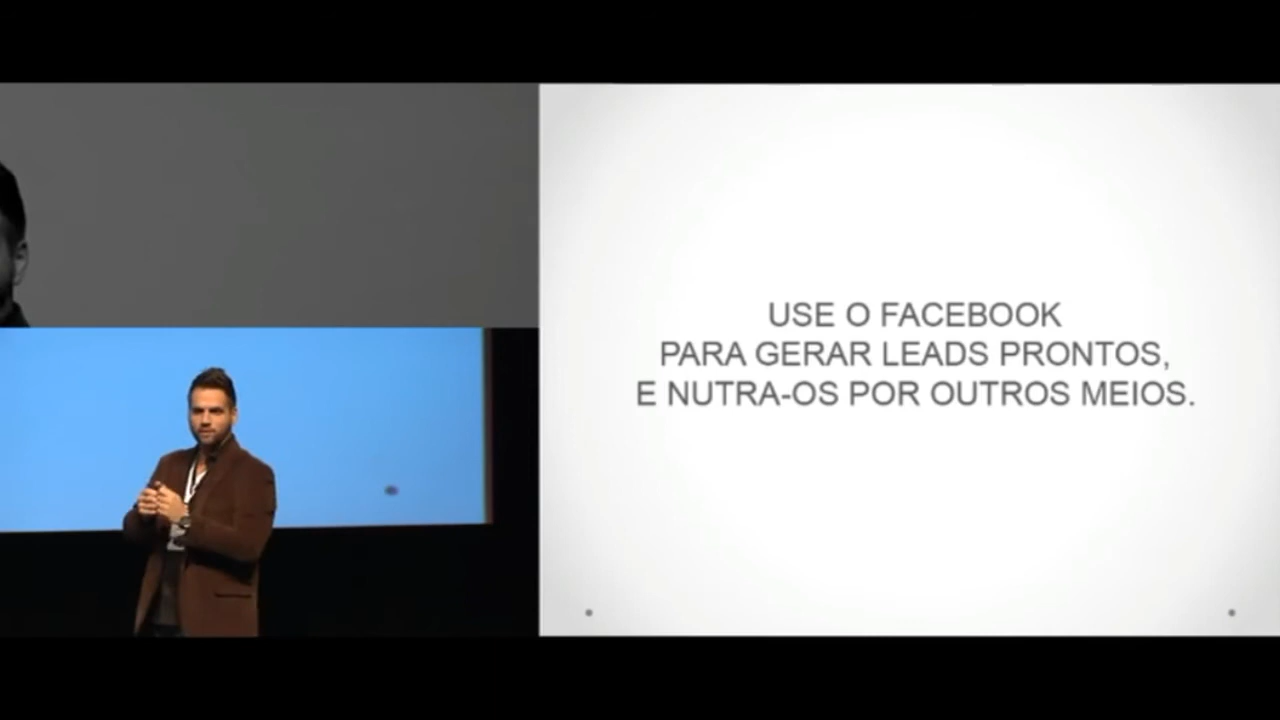 USE O FACEBOOK
PARA GERAR LEADS PRONTOS,
E NUTRA-OS POR OUTROS MEIOS.